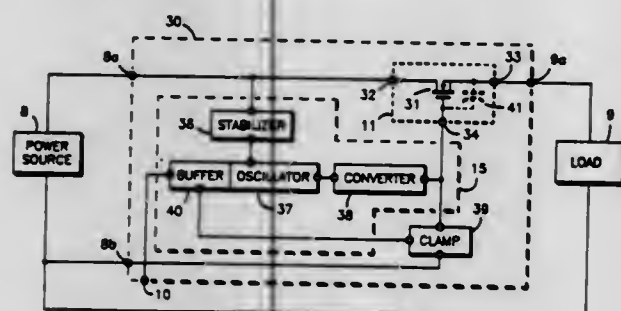 30
8a
33
9a
32
31
41
8
36
STABILIZER
11
34
9
POWER
SOURCE
LOAD
BUFFER
OSCILLATOR
CONVERTER
15
40
37
38
39
8b
CLAMP
10